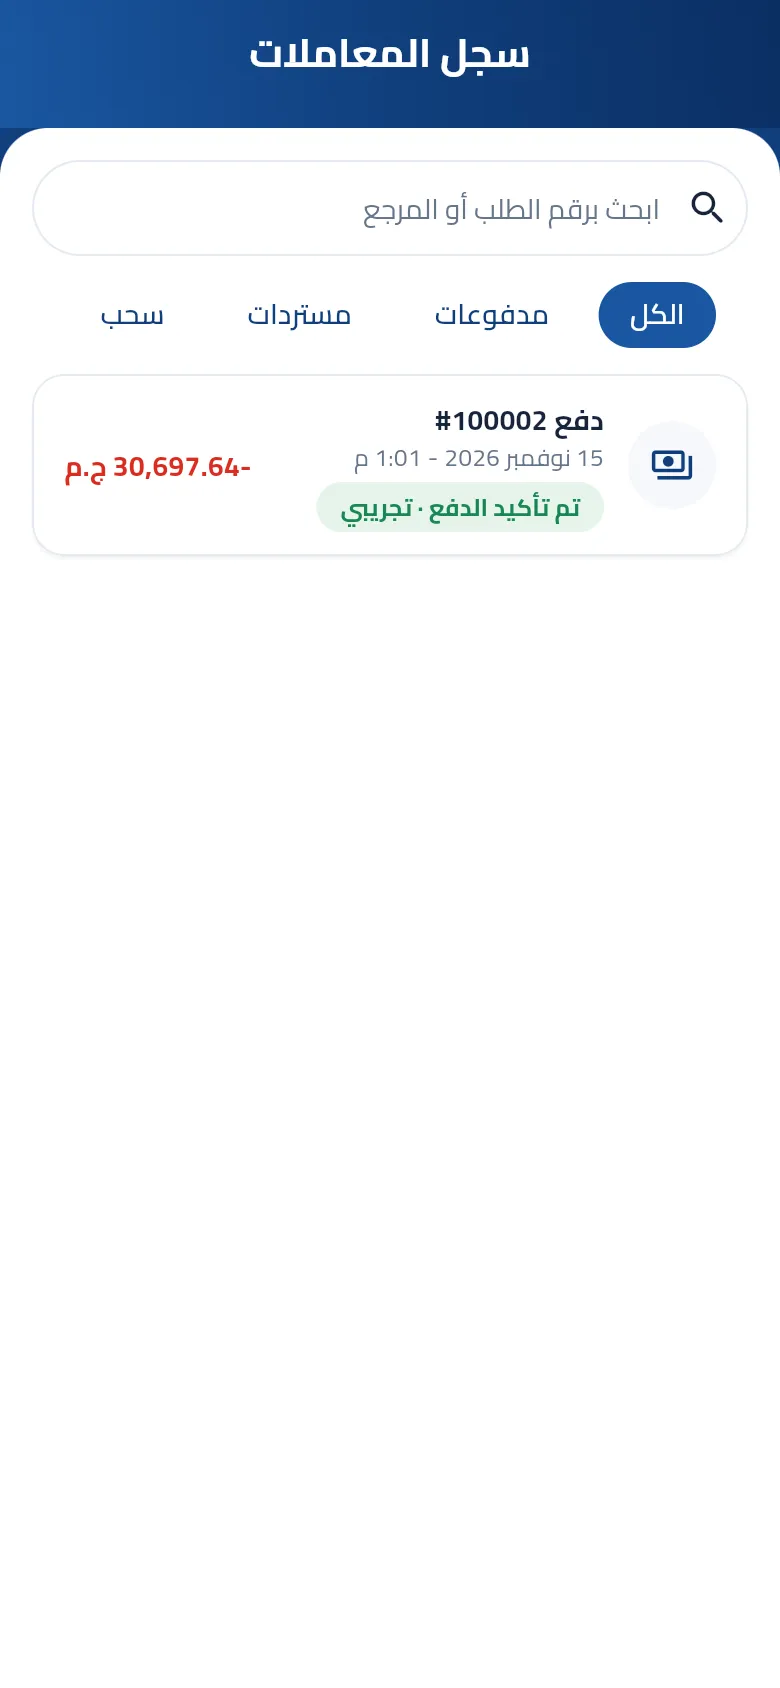 سجل المعاملات
ابحث برقم الطلب أو المرجع
الكل مدفوعات مستردات سحب
دفع 100002#
15 نوفمبر 2026 - 1:01 م
-30,697.64 ج.م
تم تأكيد الدفع · تجريبي